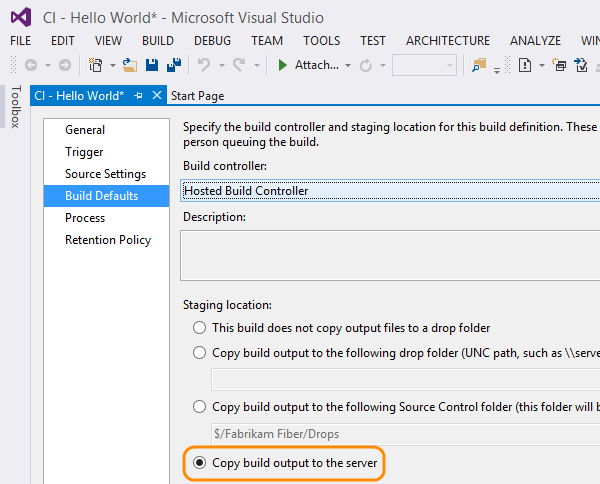 CI - Hello World* - Microsoft Visual Studio
FILE EDIT VIEW BUILD DEBUG TEAM TOOLS TEST ARCHITECTURE ANALYZE
Attach...
Toolbox
CI - Hello World* Start Page
General
Trigger
Source Settings
Build Defaults
Process
Retention Policy
Specify the build controller and staging location for this build definition. These
person queuing the build.
Build controller:
Hosted Build Controller
Description:
Staging location:
This build does not copy output files to a drop folder
Copy build output to the following drop folder (UNC path, such as \\serve
Copy build output to the following Source Control folder (this folder will b
$/Fabrikam Fiber/Drops
Copy build output to the server